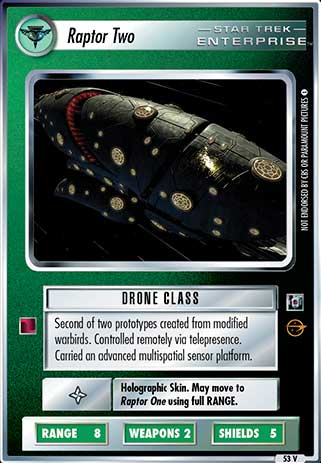 Raptor Two
STAR TREK
ENTERPRISE™
NOT ENDORSED BY CBS OR PARAMOUNT PICTURES
DRONE CLASS
Second of two prototypes created from modified
warbirds. Controlled remotely via telepresence.
Carried an advanced multispatial sensor platform.
Holographic Skin. May move to
Raptor One using full RANGE.
RANGE 8 WEAPONS 2 SHIELDS 5
53 V